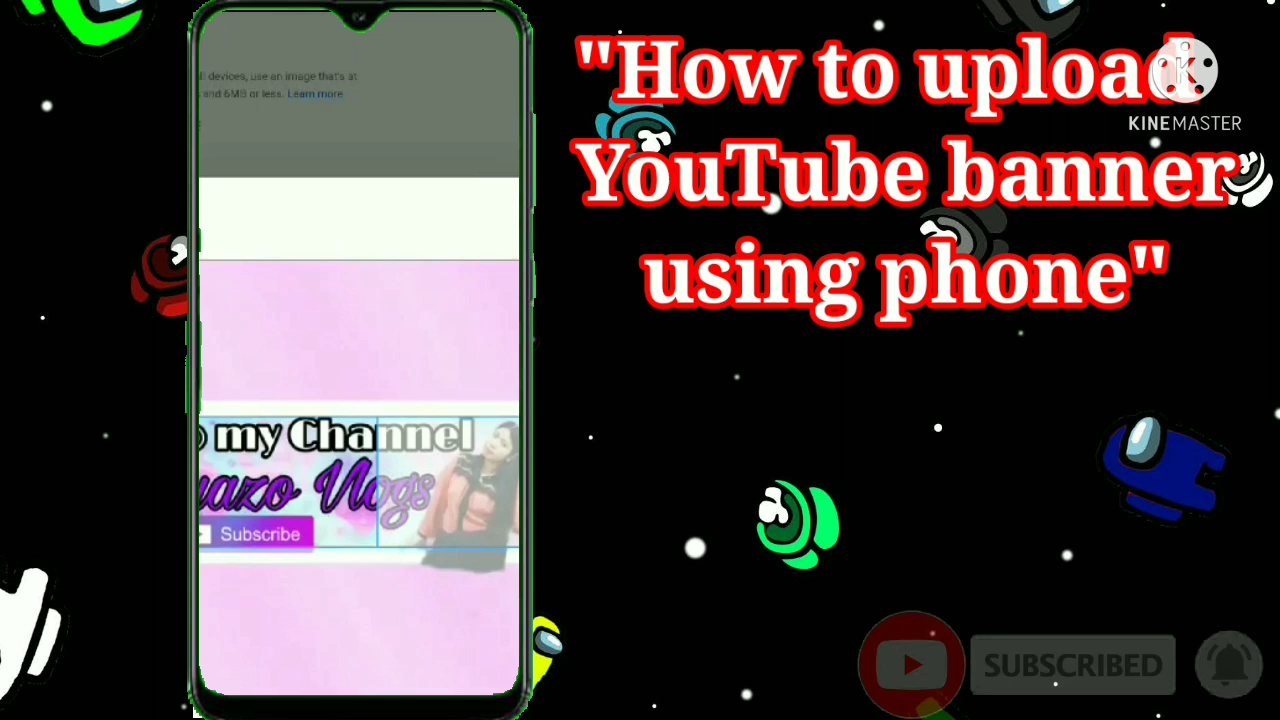 "How to upload
YouTube banner
using phone"
KINEMASTER
devices, use an image that's at
and 6MB or less. Learn more
my Channel
Vlogs
Subscribe
SUBSCRIBED